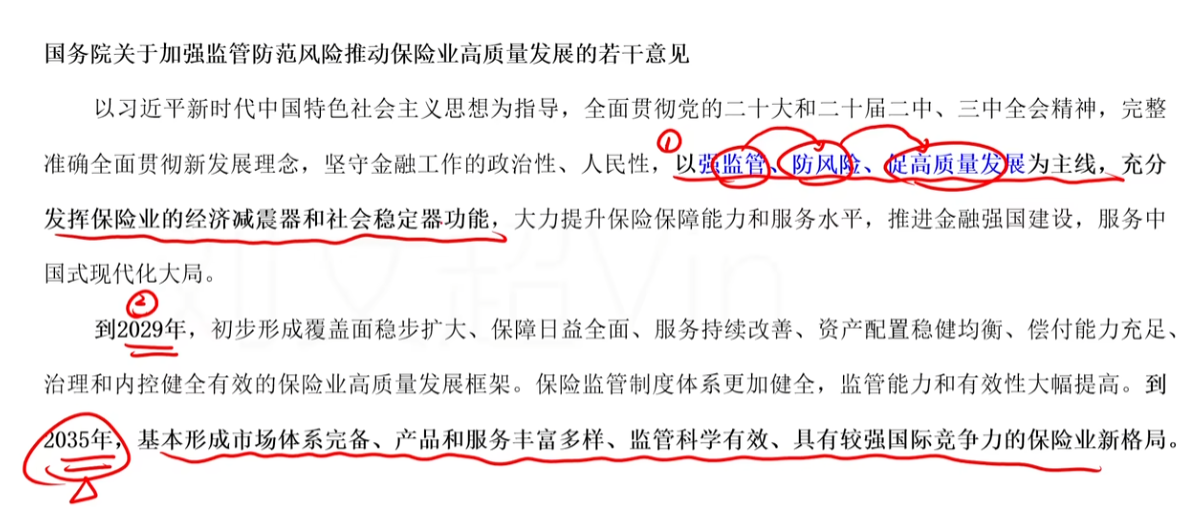 国务院关于加强监管防范风险推动保险业高质量发展的若干意见
以习近平新时代中国特色社会主义思想为指导，全面贯彻党的二十大和二十届二中、三中全会精神，完整
①
准确全面贯彻新发展理念，坚守金融工作的政治性、人民性，以强监管、防风险、促高质量发展为主线，充分
发挥保险业的经济减震器和社会稳定器功能，大力提升保险保障能力和服务水平，推进金融强国建设，服务中
国式现代化大局。
②
到2029年，初步形成覆盖面稳步扩大、保障日益全面、服务持续改善、资产配置稳健均衡、偿付能力充足、
治理和内控健全有效的保险业高质量发展框架。保险监管制度体系更加健全，监管能力和有效性大幅提高。到
2035年，基本形成市场体系完备、产品和服务丰富多样、监管科学有效、具有较强国际竞争力的保险业新格局。